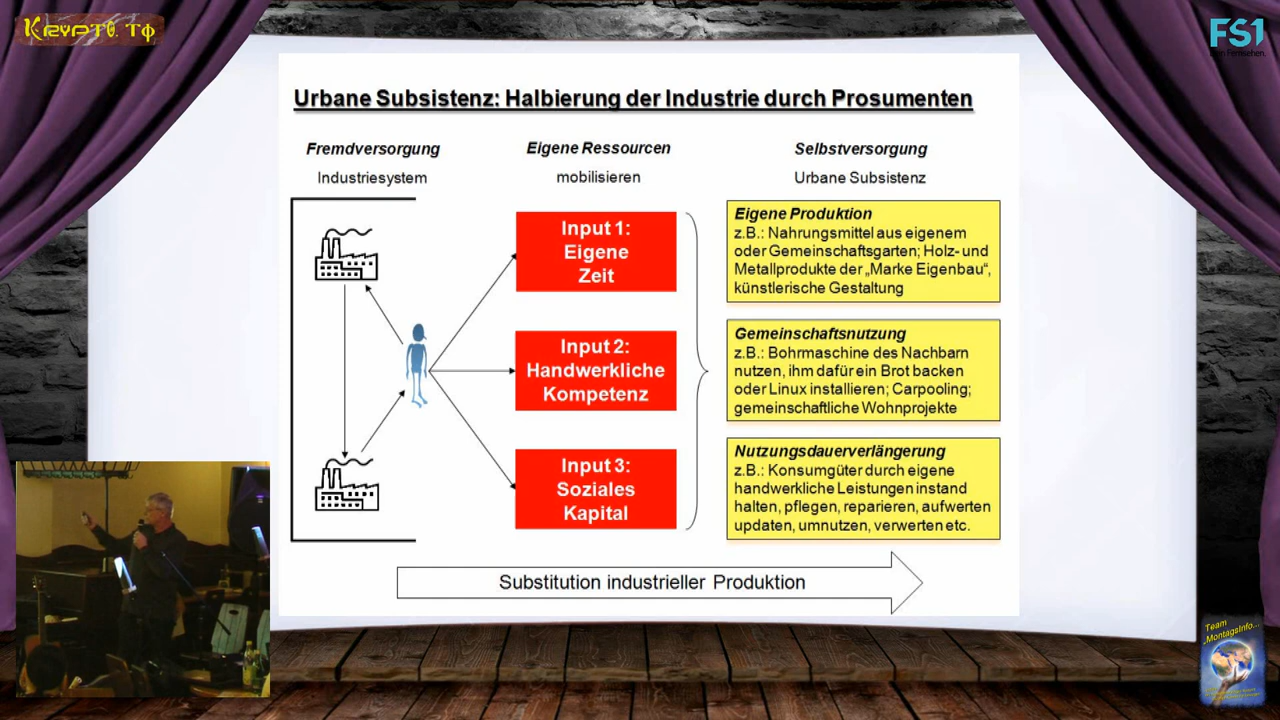 Krypto.TV
FS1
Urbane Subsistenz: Halbierung der Industrie durch Prosumenten
Fremdversorgung
Industriesystem
Eigene Ressourcen
mobilisieren
Selbstversorgung
Urbane Subsistenz
Input 1:
Eigene
Zeit
Input 2:
Handwerkliche
Kompetenz
Input 3:
Soziales
Kapital
Eigene Produktion
z.B.: Nahrungsmittel aus eigenem
oder Gemeinschaftsgarten; Holz- und
Metallprodukte der „Marke Eigenbau“,
künstlerische Gestaltung
Gemeinschaftsnutzung
z.B.: Bohrmaschine des Nachbarn
nutzen, ihm dafür ein Brot backen
oder Linux installieren; Carpooling;
gemeinschaftliche Wohnprojekte
Nutzungsdauerverlängerung
z.B.: Konsumgüter durch eigene
handwerkliche Leistungen instand
halten, pflegen, reparieren, aufwerten
updaten, umnutzen, verwerten etc.
Substitution industrieller Produktion
Team
„MontagsInfo...